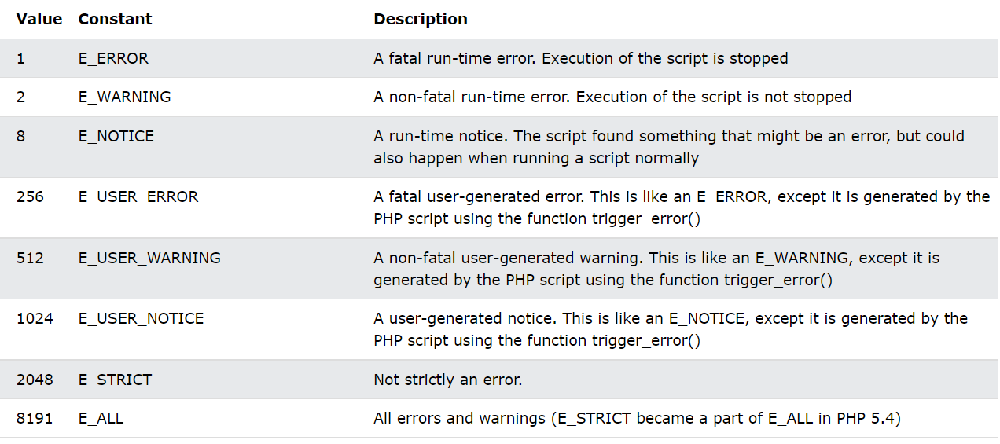 Value Constant Description
1 E_ERROR A fatal run-time error. Execution of the script is stopped
2 E_WARNING A non-fatal run-time error. Execution of the script is not stopped
8 E_NOTICE A run-time notice. The script found something that might be an error, but could
also happen when running a script normally
256 E_USER_ERROR A fatal user-generated error. This is like an E_ERROR, except it is generated by the
PHP script using the function trigger_error()
512 E_USER_WARNING A non-fatal user-generated warning. This is like an E_WARNING, except it is
generated by the PHP script using the function trigger_error()
1024 E_USER_NOTICE A user-generated notice. This is like an E_NOTICE, except it is generated by the
PHP script using the function trigger_error()
2048 E_STRICT Not strictly an error.
8191 E_ALL All errors and warnings (E_STRICT became a part of E_ALL in PHP 5.4)